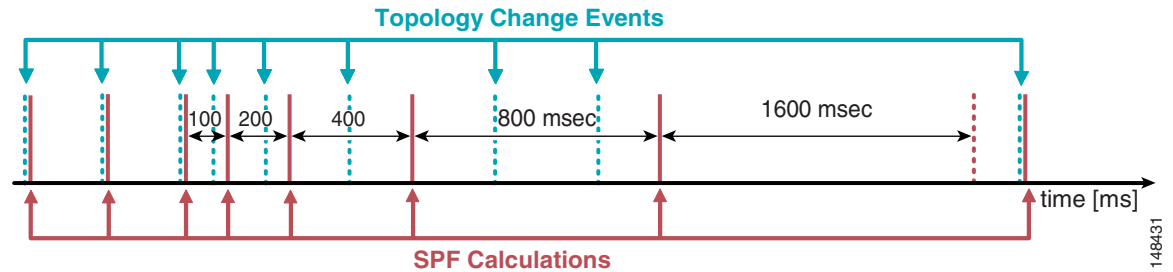 Topology Change Events
100
200
400
800 msec
1600 msec
time [ms]
SPF Calculations
148431